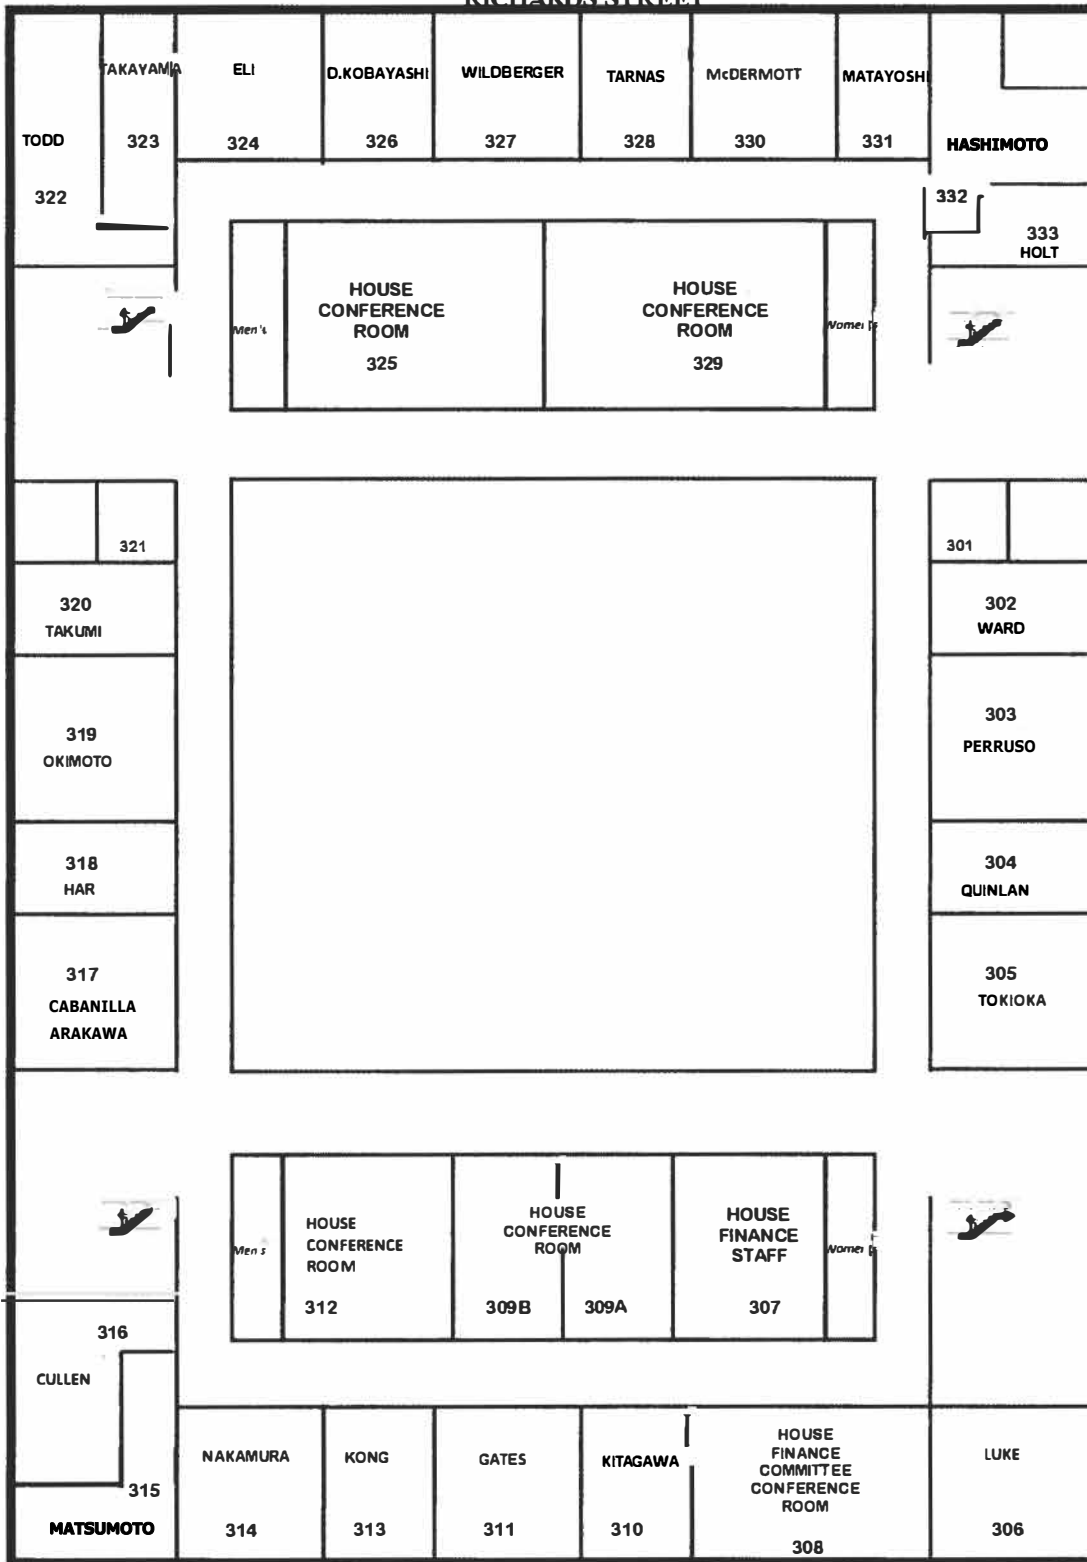 RICHARDS STREET
TAKAYAMA
ELI
D.KOBAYASHI
WILDBERGER
TARNAS
McDERMOTT
MATAYOSHI
TODD
323
324
326
327
328
330
331
HASHIMOTO
322
332
333
HOLT
Men's
HOUSE
CONFERENCE
ROOM
325
HOUSE
CONFERENCE
ROOM
329
321
301
320
TAKUMI
302
WARD
319
OKIMOTO
303
PERRUSO
318
HAR
304
QUINLAN
317
CABANILLA
ARAKAWA
305
TOKIOKA
Men s
HOUSE
CONFERENCE
ROOM
312
HOUSE
CONFERENCE
ROOM
309B
309A
HOUSE
FINANCE
STAFF
307
316
CULLEN
315
MATSUMOTO
NAKAMURA
314
KONG
313
GATES
311
KITAGAWA
310
HOUSE
FINANCE
COMMITTEE
CONFERENCE
ROOM
308
LUKE
306